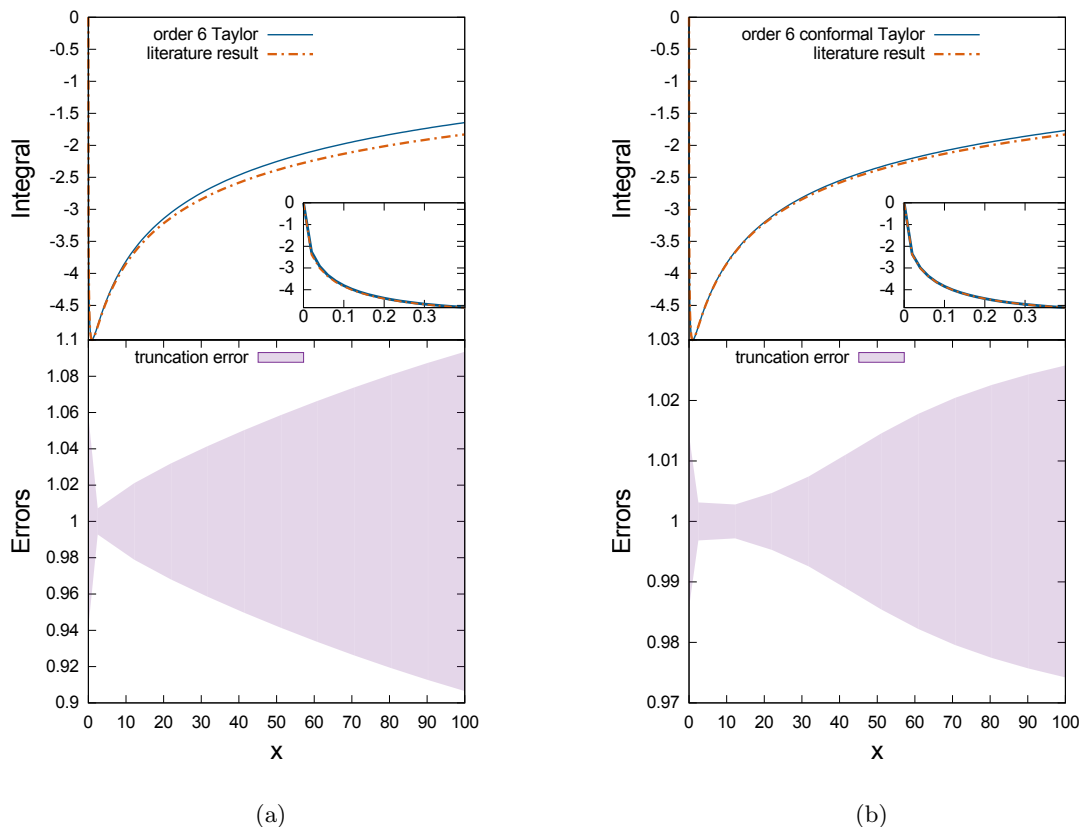 0
-0.5
-1
-1.5
-2
-2.5
-3
-3.5
-4
-4.5
Integral
order 6 Taylor
literature result
0
-1
-2
-3
-4
0 0.1 0.2 0.3
1.1
1.08
1.06
1.04
1.02
1
0.98
0.96
0.94
0.92
0.9
Errors
truncation error
0 10 20 30 40 50 60 70 80 90 100
x
(a)
0
-0.5
-1
-1.5
-2
-2.5
-3
-3.5
-4
-4.5
Integral
order 6 conformal Taylor
literature result
0
-1
-2
-3
-4
0 0.1 0.2 0.3
1.03
1.02
1.01
1
0.99
0.98
0.97
Errors
truncation error
0 10 20 30 40 50 60 70 80 90 100
x
(b)